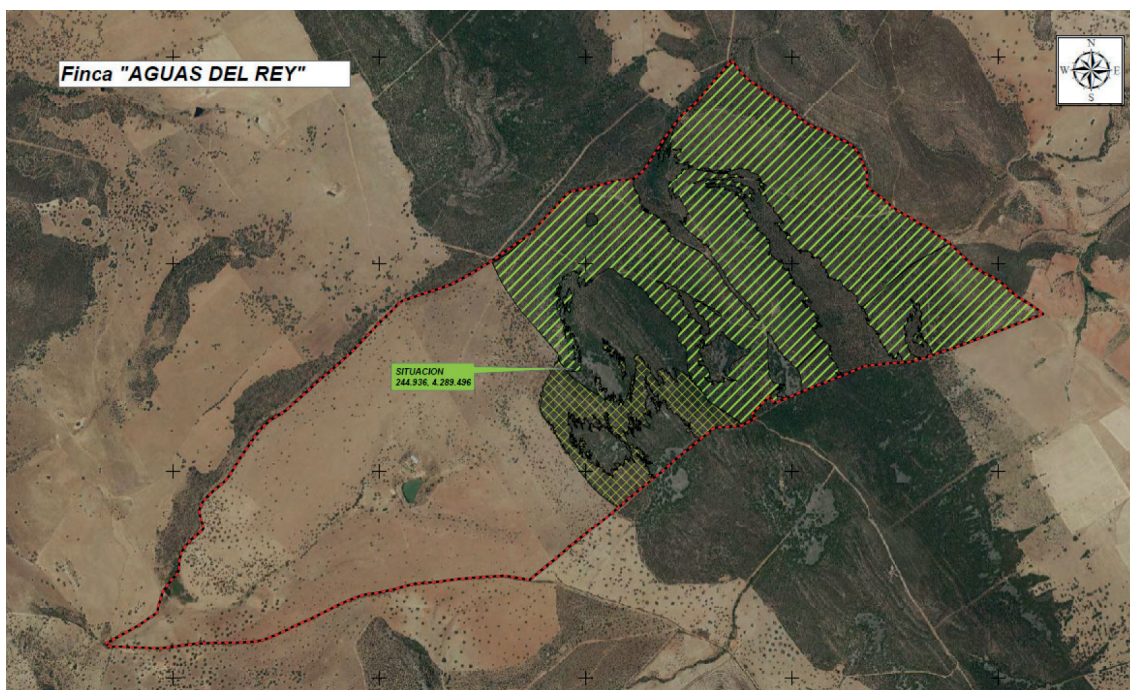 Finca "AGUAS DEL REY"
N
W E
S
SITUACION
244.936, 4.289.496